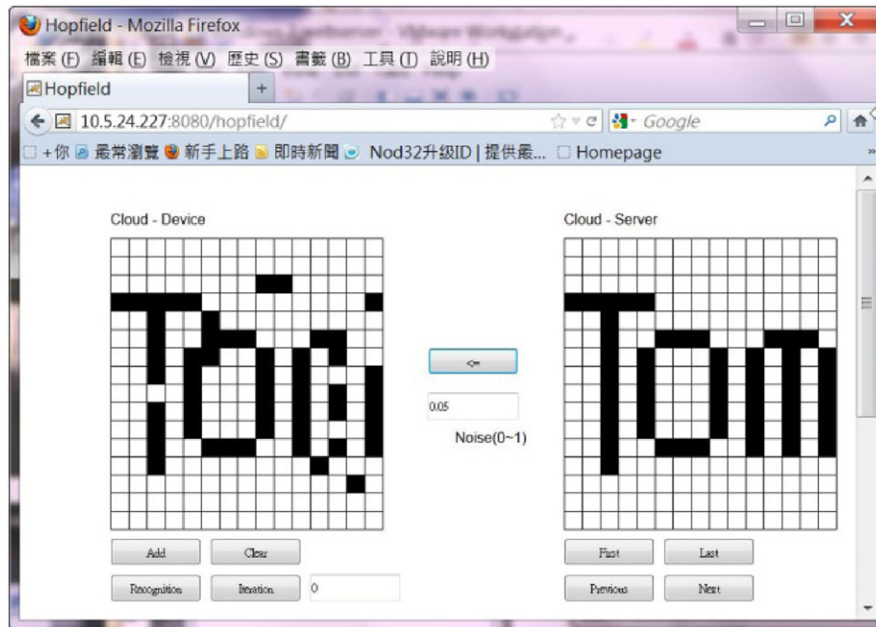 Hopfield - Mozilla Firefox
檔案 (F) 編輯 (E) 檢視 (V) 歷史 (S) 書籤 (B) 工具 (T) 說明 (H)
Hopfield +
10.5.24.227:8080/hopfield/ Google
+你 最常瀏覽 新手上路 即時新聞 Nod32升級ID | 提供最... Homepage »
Cloud - Device Cloud - Server
Tom Tom
<=
0.05
Noise(0~1)
Add Clear First Last
Recognition Iteration 0 Previous Next